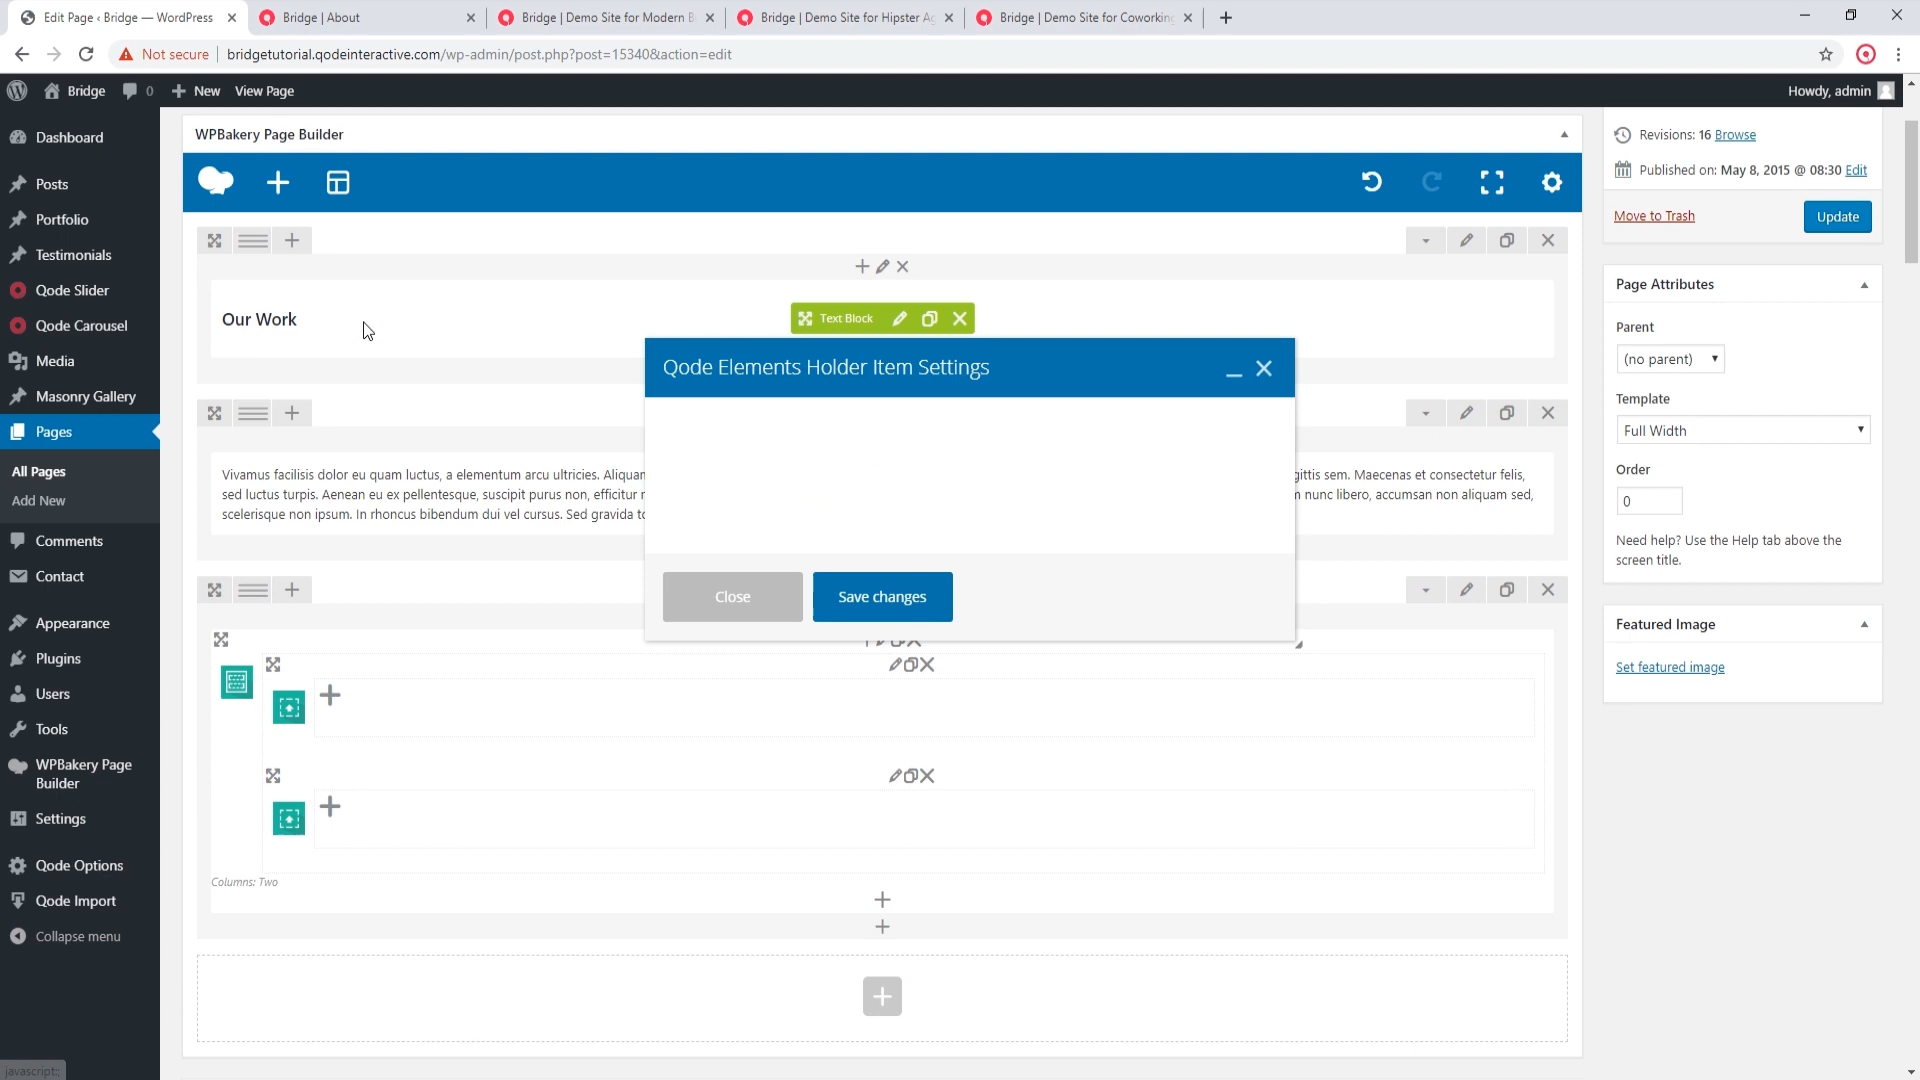 Edit Page ‹ Bridge — WordPress
Bridge | About
Bridge | Demo Site for Modern B
Bridge | Demo Site for Hipster Ag
Bridge | Demo Site for Coworking
Not secure
bridgetutorial.qodeinteractive.com/wp-admin/post.php?post=15340&action=edit
Bridge
0
New
View Page
Howdy, admin
Dashboard
Posts
Portfolio
Testimonials
Qode Slider
Qode Carousel
Media
Masonry Gallery
Pages
All Pages
Add New
Comments
Contact
Appearance
Plugins
Users
Tools
WPBakery Page
Builder
Settings
Qode Options
Qode Import
Collapse menu
javascript:;
WPBakery Page Builder
Our Work
Text Block
Qode Elements Holder Item Settings
Vivamus facilisis dolor eu quam luctus, a elementum arcu ultricies. Aliquam
gittis sem. Maecenas et consectetur felis,
sed luctus turpis. Aenean eu ex pellentesque, suscipit purus non, efficitur
nunc libero, accumsan non aliquam sed,
scelerisque non ipsum. In rhoncus bibendum dui vel cursus. Sed gravida
Close
Save changes
Columns: Two
Revisions: 16 Browse
Published on: May 8, 2015 @ 08:30 Edit
Move to Trash
Update
Page Attributes
Parent
(no parent)
Template
Full Width
Order
0
Need help? Use the Help tab above the
screen title.
Featured Image
Set featured image